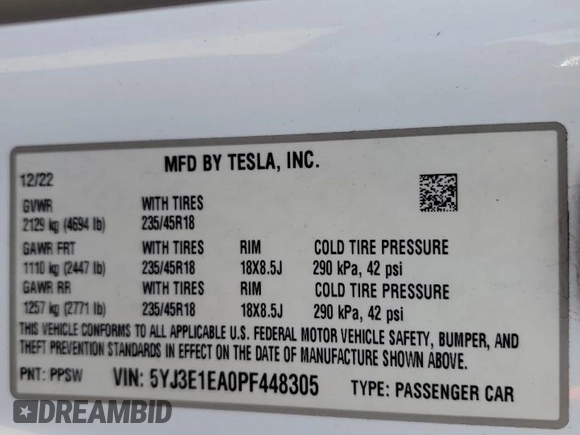 MFD BY TESLA, INC.
12/22
GVWR WITH TIRES
2129 kg (4694 lb) 235/45R18
GAWR FRT WITH TIRES RIM COLD TIRE PRESSURE
1110 kg (2447 lb) 235/45R18 18X8.5J 290 kPa, 42 psi
GAWR RR WITH TIRES RIM COLD TIRE PRESSURE
1257 kg (2771 lb) 235/45R18 18X8.5J 290 kPa, 42 psi
THIS VEHICLE CONFORMS TO ALL APPLICABLE U.S. FEDERAL MOTOR VEHICLE SAFETY, BUMPER, AND
THEFT PREVENTION STANDARDS IN EFFECT ON THE DATE OF MANUFACTURE SHOWN ABOVE.
PNT: PPSW VIN: 5YJ3E1EA0PF448305 TYPE: PASSENGER CAR
DREAMBID